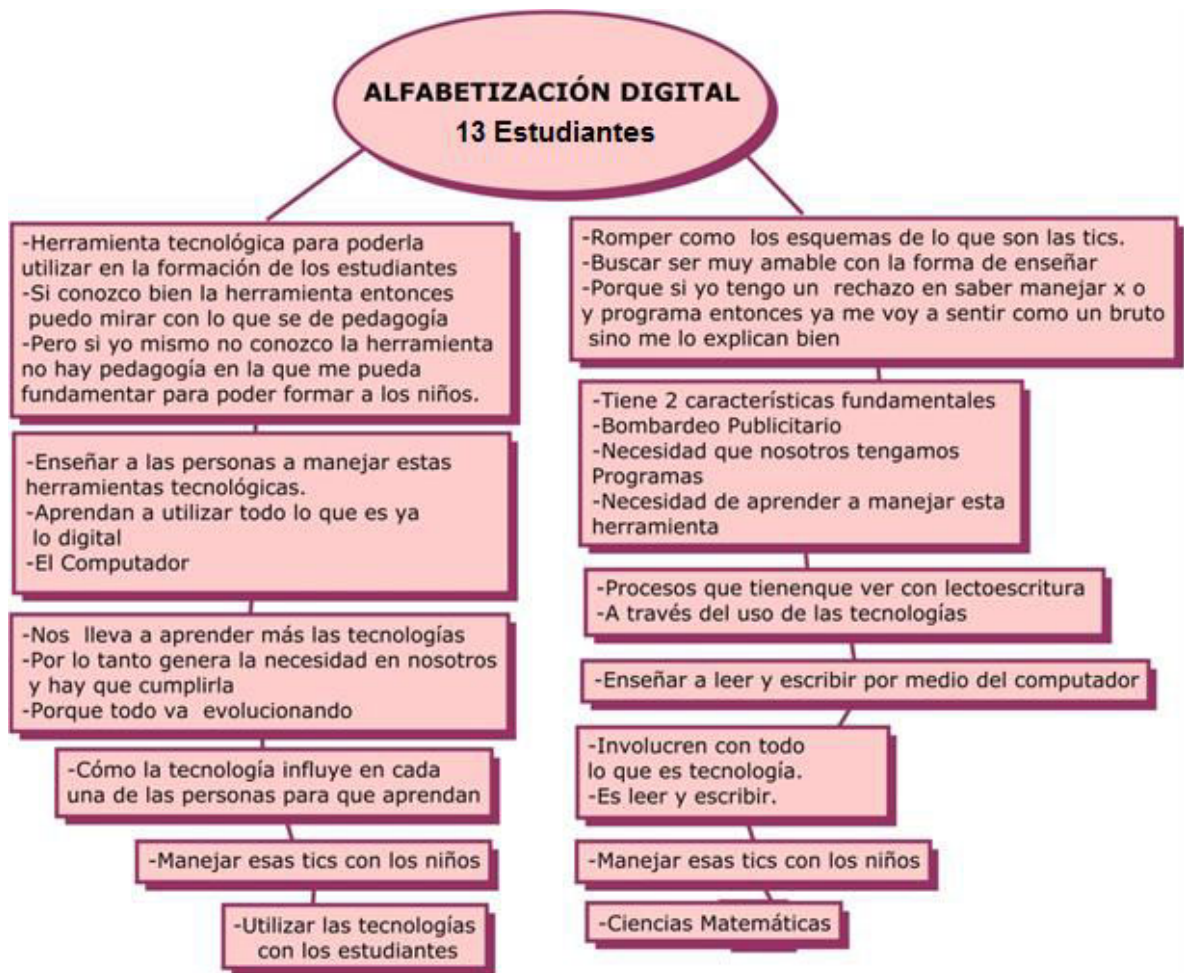 ALFABETIZACIÓN DIGITAL
13 Estudiantes
-Herramienta tecnológica para poderla
utilizar en la formación de los estudiantes
-Si conozco bien la herramienta entonces
puedo mirar con lo que se de pedagogía
-Pero si yo mismo no conozco la herramienta
no hay pedagogía en la que me pueda
fundamentar para poder formar a los niños.
-Enseñar a las personas a manejar estas
herramientas tecnológicas.
-Aprendan a utilizar todo lo que es ya
lo digital
-El Computador
-Nos lleva a aprender más las tecnologías
-Por lo tanto genera la necesidad en nosotros
y hay que cumplirla
-Porque todo va evolucionando
-Cómo la tecnología influye en cada
una de las personas para que aprendan
-Manejar esas tics con los niños
-Utilizar las tecnologías
con los estudiantes
-Romper como los esquemas de lo que son las tics.
-Buscar ser muy amable con la forma de enseñar
-Porque si yo tengo un rechazo en saber manejar x o
y programa entonces ya me voy a sentir como un bruto
sino me lo explican bien
-Tiene 2 características fundamentales
-Bombardeo Publicitario
-Necesidad que nosotros tengamos
Programas
-Necesidad de aprender a manejar esta
herramienta
-Procesos que tienenque ver con lectoescritura
-A través del uso de las tecnologías
-Enseñar a leer y escribir por medio del computador
-Involucren con todo
lo que es tecnología.
-Es leer y escribir.
-Manejar esas tics con los niños
-Ciencias Matemáticas